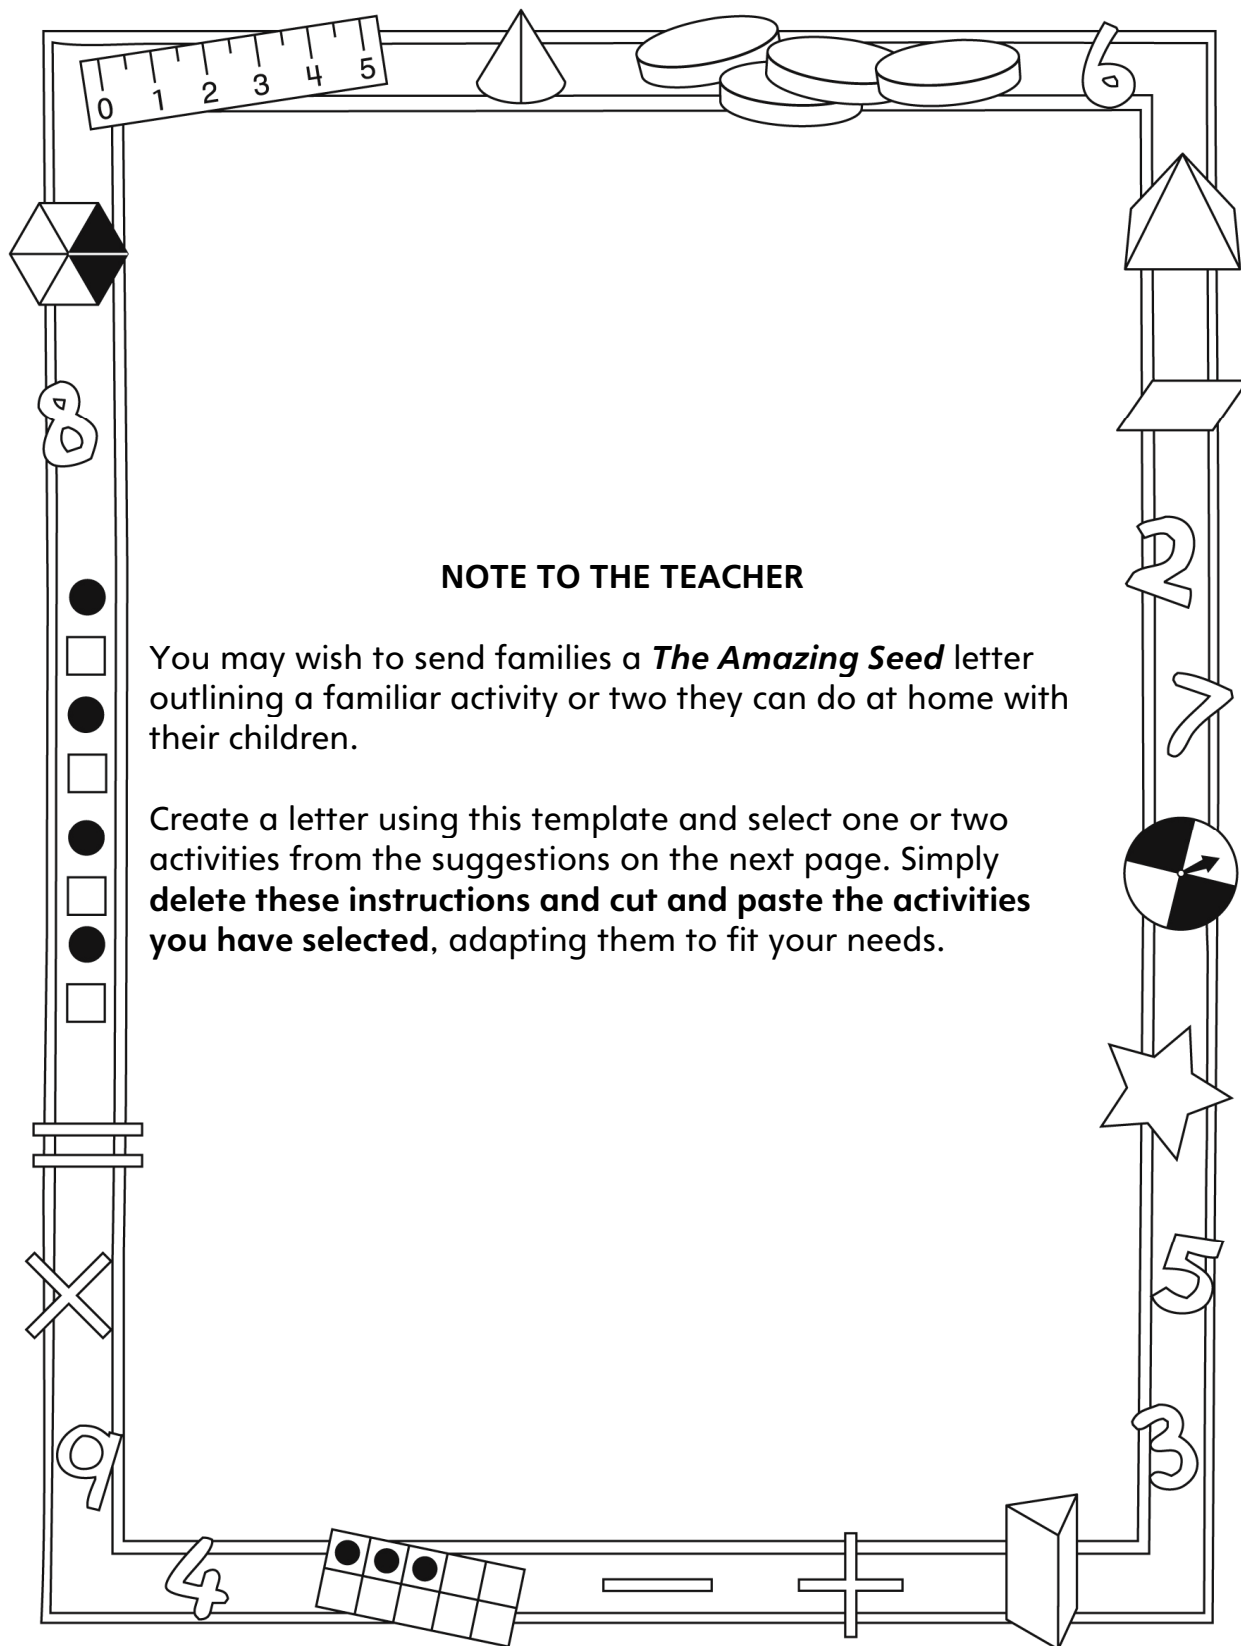 0 1 2 3 4 5
6
8
2
7
5
3
9
4
NOTE TO THE TEACHER
You may wish to send families a The Amazing Seed letter
outlining a familiar activity or two they can do at home with
their children.
Create a letter using this template and select one or two
activities from the suggestions on the next page. Simply
delete these instructions and cut and paste the activities
you have selected, adapting them to fit your needs.